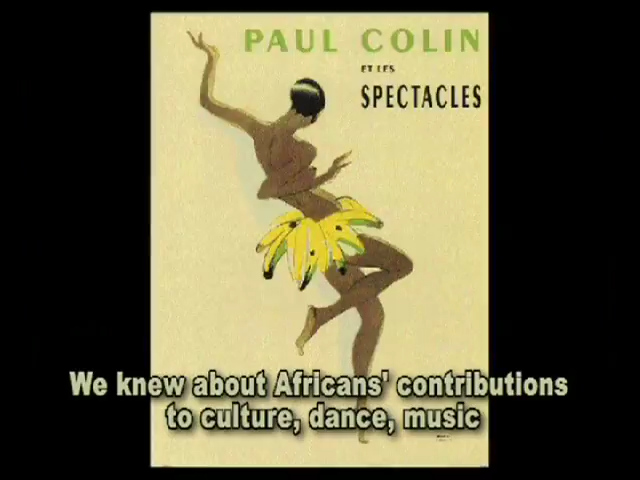 PAUL COLIN
ET LES
SPECTACLES
We knew about Africans' contributions
to culture, dance, music